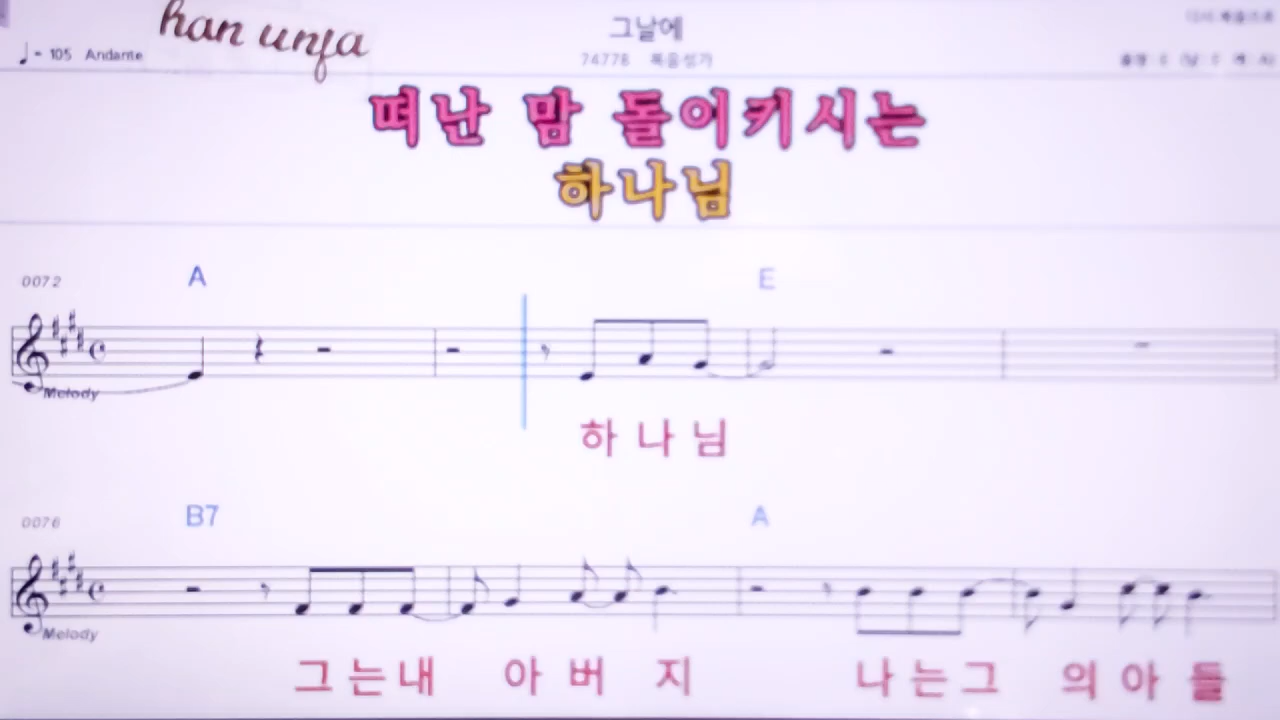 han unja
그날에
♩= 105 Andante
74778 복음성가
떠난 맘 돌이키시는
하나님
0072 A E
Melody
하 나 님
0076 B7 A
Melody
그 는 내 아 버 지 나 는 그 의 아 들